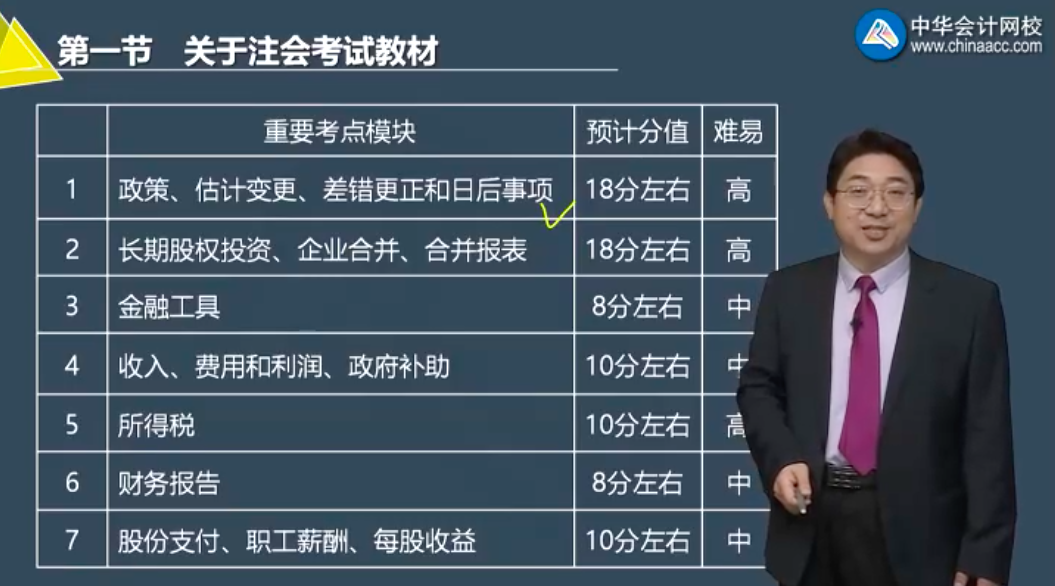 第一节 关于注会考试教材
中华会计网校
www.chinaacc.com
重要考点模块 预计分值 难易
1 政策、估计变更、差错更正和日后事项 18分左右 高
2 长期股权投资、企业合并、合并报表 18分左右 高
3 金融工具 8分左右 中
4 收入、费用和利润、政府补助 10分左右 中
5 所得税 10分左右 高
6 财务报告 8分左右 中
7 股份支付、职工薪酬、每股收益 10分左右 中